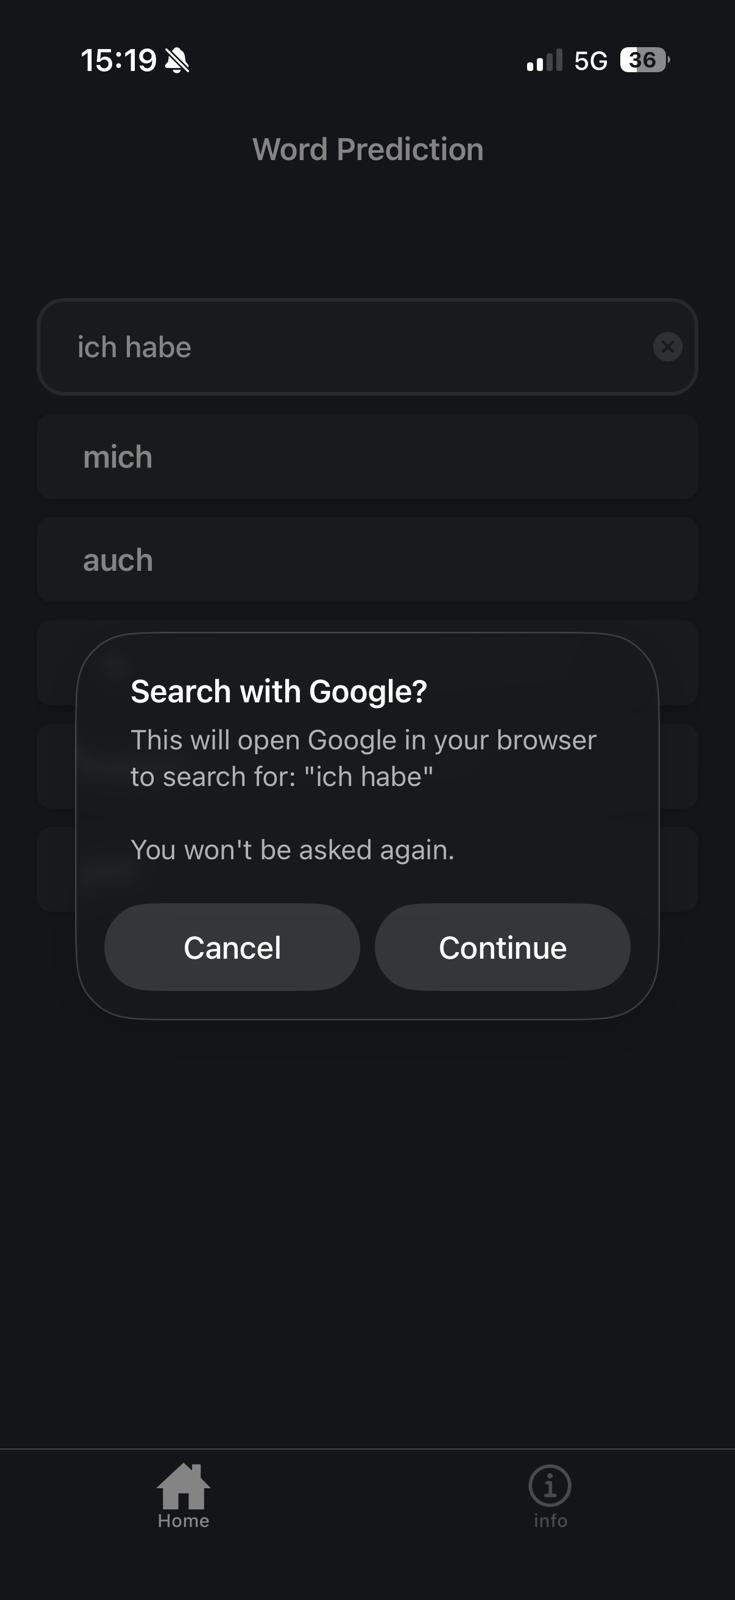 15:19
5G
36
Word Prediction
ich habe
mich
auch
Search with Google?
This will open Google in your browser
to search for: "ich habe"
You won't be asked again.
Cancel
Continue
Home
info